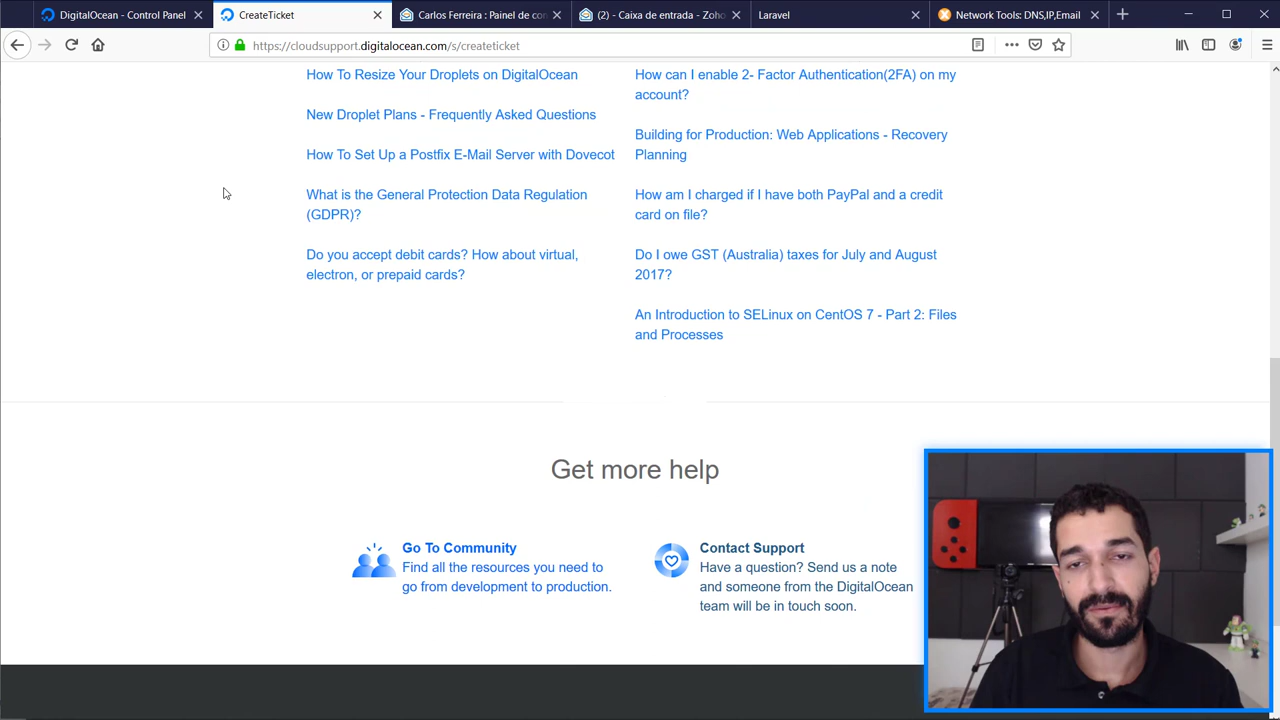 DigitalOcean - Control Panel
CreateTicket
Carlos Ferreira : Painel de con
(2) - Caixa de entrada - Zoho
Laravel
Network Tools: DNS,IP,Email
https://cloudsupport.digitalocean.com/s/createticket
How To Resize Your Droplets on DigitalOcean
New Droplet Plans - Frequently Asked Questions
How To Set Up a Postfix E-Mail Server with Dovecot
What is the General Protection Data Regulation
(GDPR)?
Do you accept debit cards? How about virtual,
electron, or prepaid cards?
How can I enable 2- Factor Authentication(2FA) on my
account?
Building for Production: Web Applications - Recovery
Planning
How am I charged if I have both PayPal and a credit
card on file?
Do I owe GST (Australia) taxes for July and August
2017?
An Introduction to SELinux on CentOS 7 - Part 2: Files
and Processes
Get more help
Go To Community
Find all the resources you need to
go from development to production.
Contact Support
Have a question? Send us a note
and someone from the DigitalOcean
team will be in touch soon.